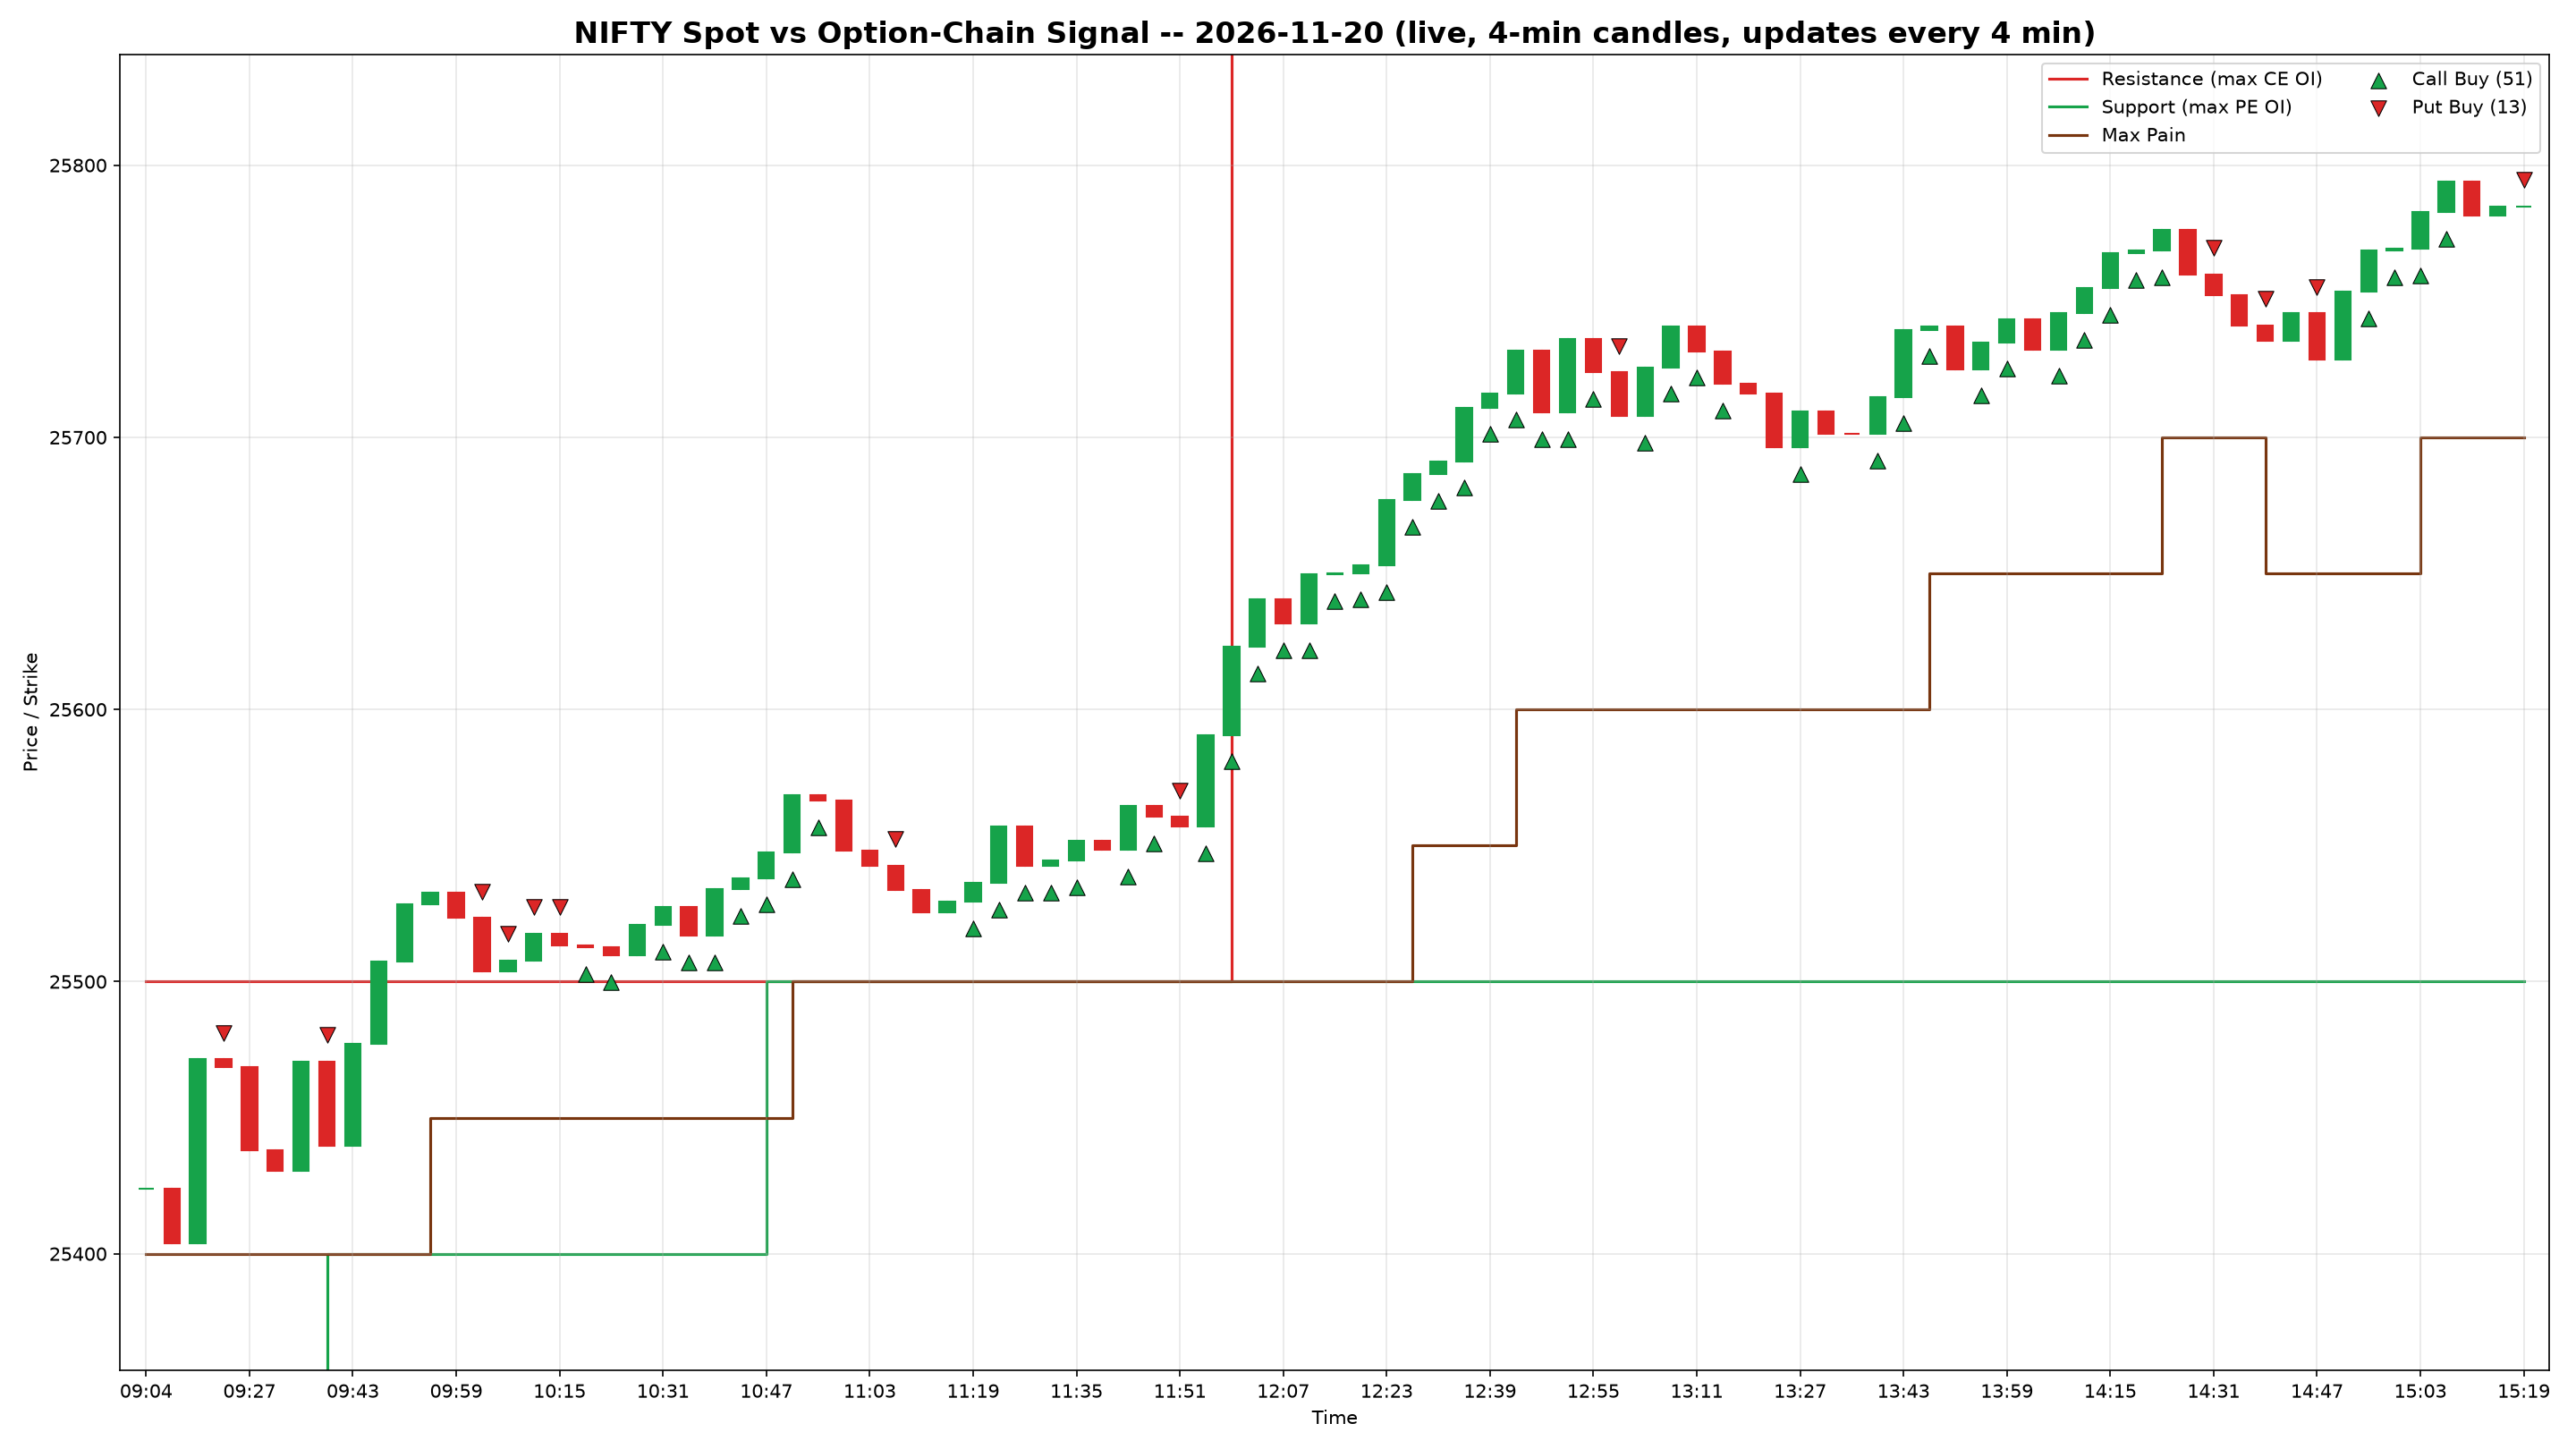 NIFTY Spot vs Option-Chain Signal -- 2026-11-20 (live, 4-min candles, updates every 4 min)
Resistance (max CE OI)
Support (max PE OI)
Max Pain
Call Buy (51)
Put Buy (13)
Price / Strike
25800
25700
25600
25500
25400
09:04 09:27 09:43 09:59 10:15 10:31 10:47 11:03 11:19 11:35 11:51 12:07 12:23 12:39 12:55 13:11 13:27 13:43 13:59 14:15 14:31 14:47 15:03 15:19
Time